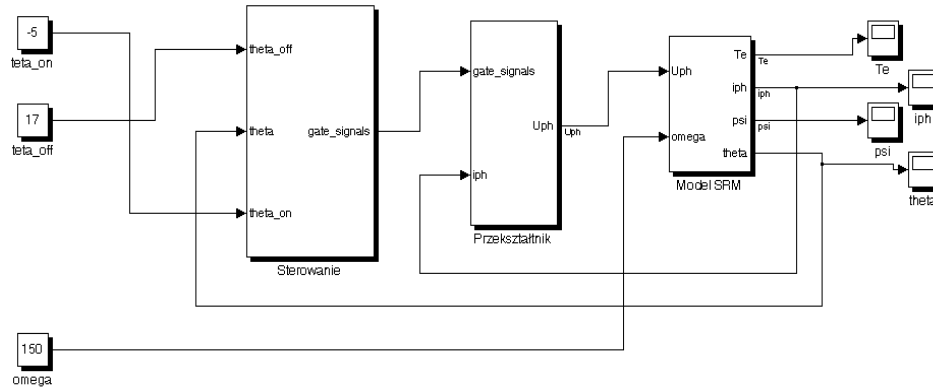 -5
teta_on
17
teta_off
theta_off
theta
theta_on
gate_signals
Sterowanie
gate_signals
iph
Uph
Uph
Przekształtnik
Uph
omega
Te
iph
psi
theta
Te
iph
psi
Model SRM
Te
iph
psi
theta
150
omega